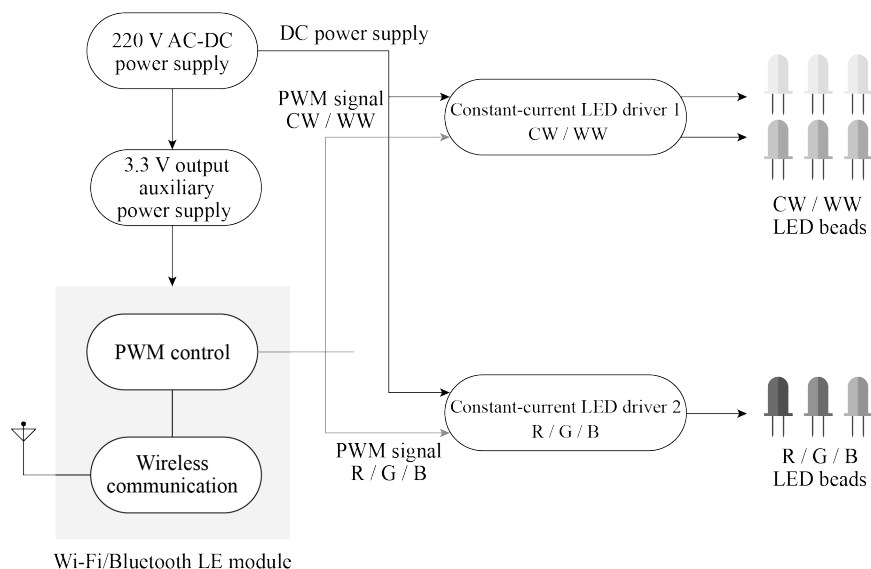 220 V AC-DC
power supply
DC power supply
PWM signal
CW / WW
Constant-current LED driver 1
CW / WW
3.3 V output
auxiliary
power supply
CW / WW
LED beads
PWM control
Constant-current LED driver 2
R / G / B
PWM signal
R / G / B
Wireless
communication
R / G / B
LED beads
Wi-Fi/Bluetooth LE module